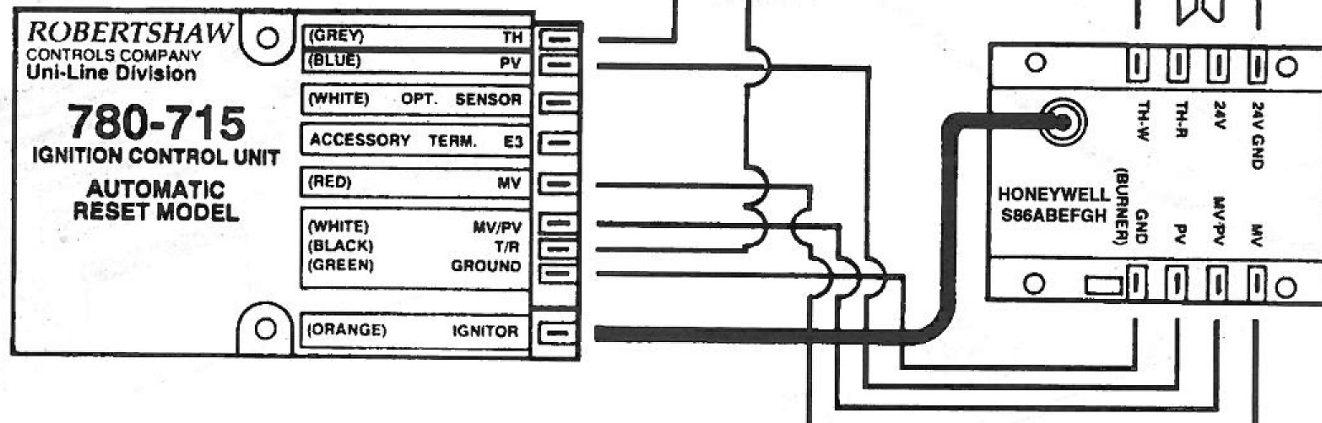 ROBERTSHAW
CONTROLS COMPANY
Uni-Line Division
780-715
IGNITION CONTROL UNIT
AUTOMATIC
RESET MODEL
(GREY) TH
(BLUE) PV
(WHITE) OPT. SENSOR
ACCESSORY TERM. E3
(RED) MV
(WHITE) MV/PV
(BLACK) T/R
(GREEN) GROUND
(ORANGE) IGNITOR
TH-W
TH-R
24V
24V GND
HONEYWELL
S86ABEFGH
(BURNER)
GND
PV
MV/PV
MV